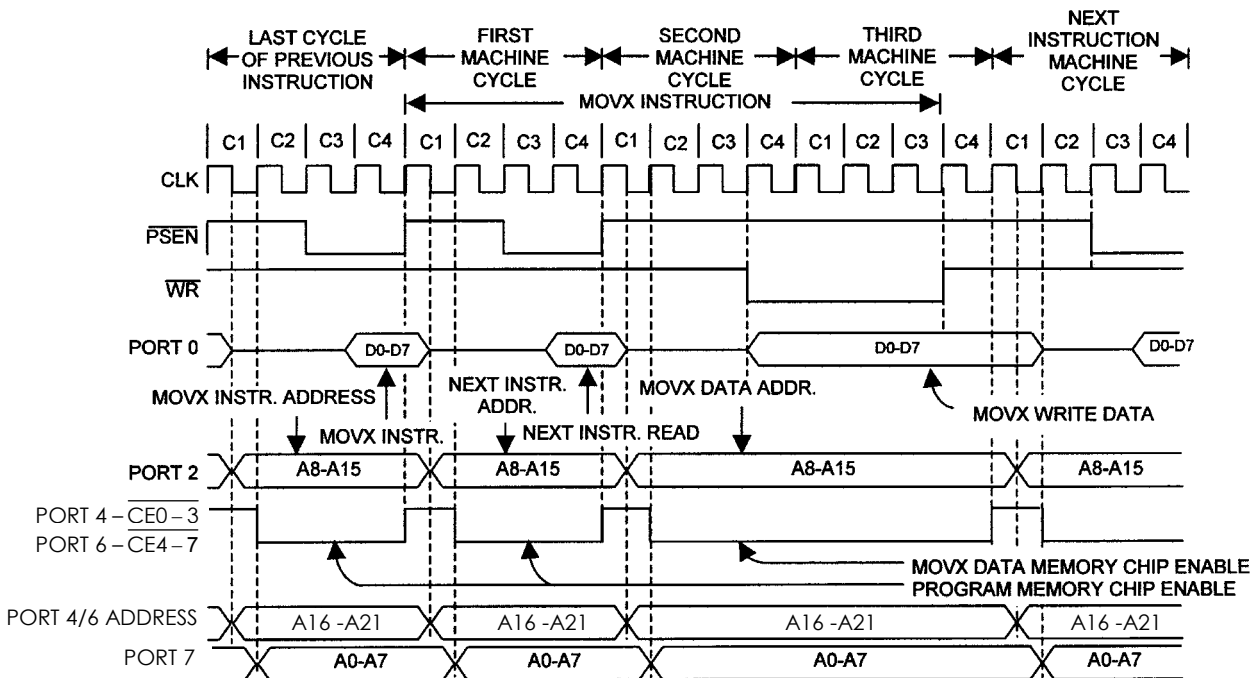 LAST CYCLE
OF PREVIOUS
INSTRUCTION
FIRST
MACHINE
CYCLE
SECOND
MACHINE
CYCLE
THIRD
MACHINE
CYCLE
NEXT
INSTRUCTION
MACHINE
CYCLE
MOVX INSTRUCTION
C1 C2 C3 C4 C1 C2 C3 C4 C1 C2 C3 C4 C1 C2 C3 C4 C1 C2 C3 C4
CLK
PSEN
WR
PORT 0
D0-D7 D0-D7 D0-D7 D0-D7
MOVX INSTR. ADDRESS
MOVX INSTR.
NEXT INSTR.
ADDR.
NEXT INSTR. READ
MOVX DATA ADDR.
MOVX WRITE DATA
PORT 2
A8-A15 A8-A15 A8-A15 A8-A15
PORT 4 – CE0 – 3
PORT 6 – CE4 – 7
MOVX DATA MEMORY CHIP ENABLE
PROGRAM MEMORY CHIP ENABLE
PORT 4/6 ADDRESS
A16 -A21 A16 -A21 A16 -A21 A16 -A21
PORT 7
A0-A7 A0-A7 A0-A7 A0-A7